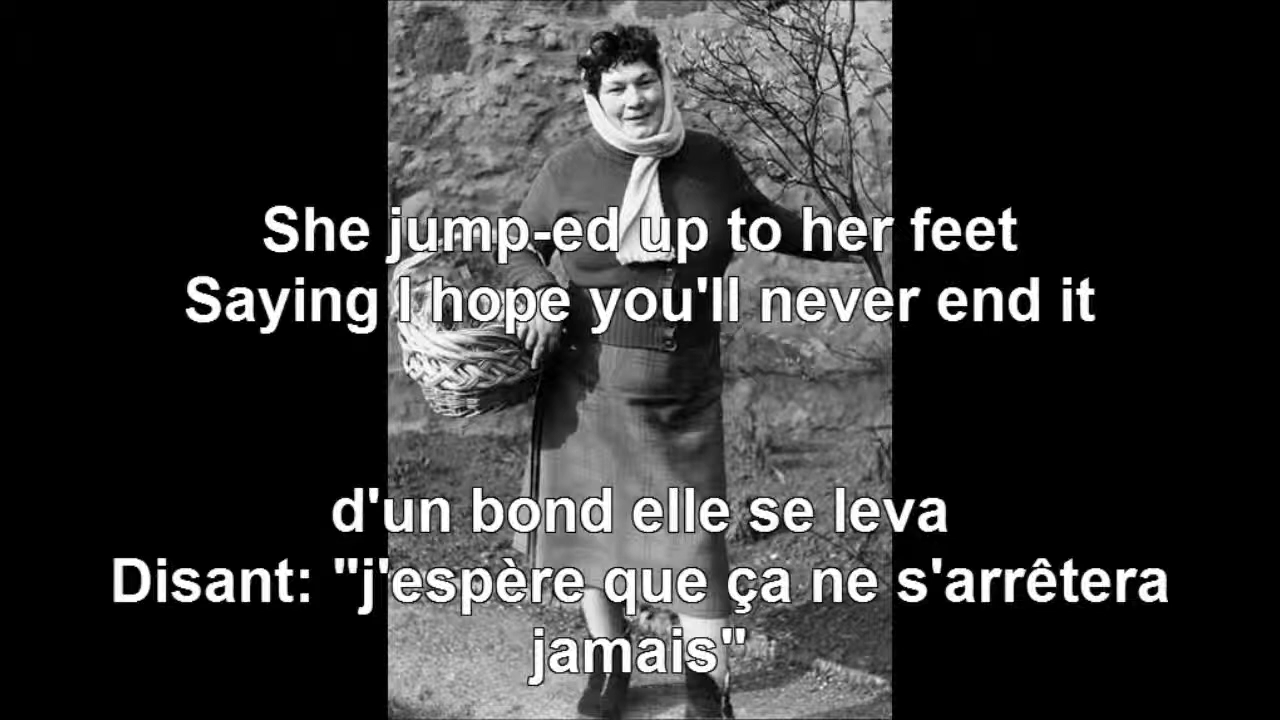 She jump-ed up to her feet
Saying I hope you'll never end it
d'un bond elle se leva
Disant: "j'espère que ça ne s'arrêtera
jamais"